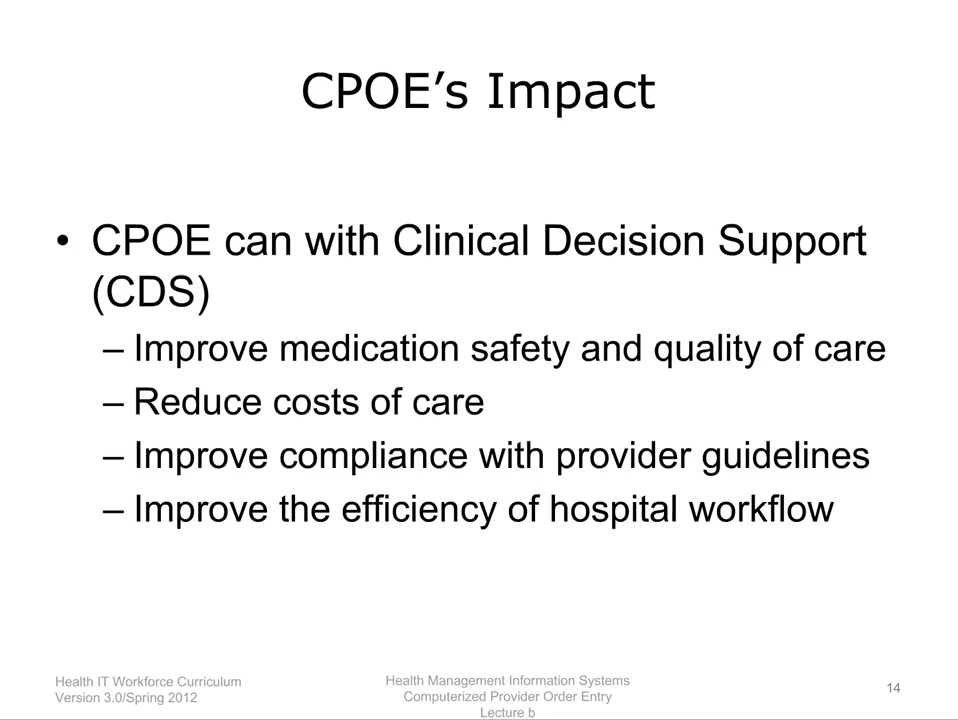 CPOE’s Impact
• CPOE can with Clinical Decision Support
(CDS)
– Improve medication safety and quality of care
– Reduce costs of care
– Improve compliance with provider guidelines
– Improve the efficiency of hospital workflow
Health IT Workforce Curriculum
Version 3.0/Spring 2012
Health Management Information Systems
Computerized Provider Order Entry
Lecture b
14